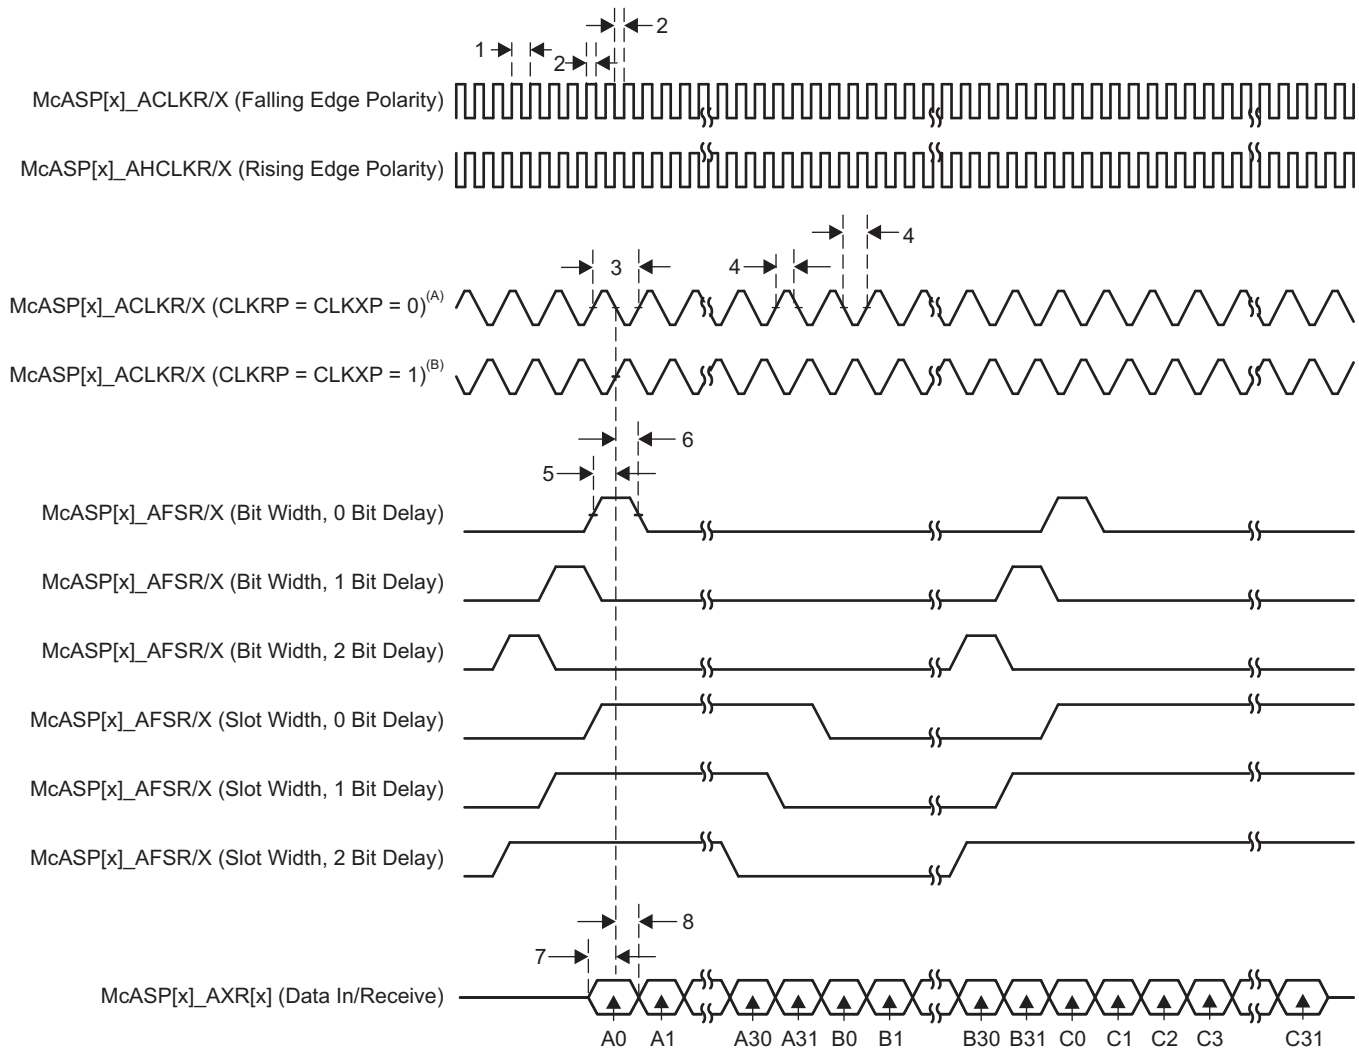 2
1
2
McASP[x]_ACLKR/X (Falling Edge Polarity)
McASP[x]_AHCLKR/X (Rising Edge Polarity)
4
3
4
McASP[x]_ACLKR/X (CLKRP = CLKXP = 0)(A)
McASP[x]_ACLKR/X (CLKRP = CLKXP = 1)(B)
6
5
McASP[x]_AFSR/X (Bit Width, 0 Bit Delay)
McASP[x]_AFSR/X (Bit Width, 1 Bit Delay)
McASP[x]_AFSR/X (Bit Width, 2 Bit Delay)
McASP[x]_AFSR/X (Slot Width, 0 Bit Delay)
McASP[x]_AFSR/X (Slot Width, 1 Bit Delay)
McASP[x]_AFSR/X (Slot Width, 2 Bit Delay)
8
7
McASP[x]_AXR[x] (Data In/Receive)
A0 A1 A30 A31 B0 B1 B30 B31 C0 C1 C2 C3 C31